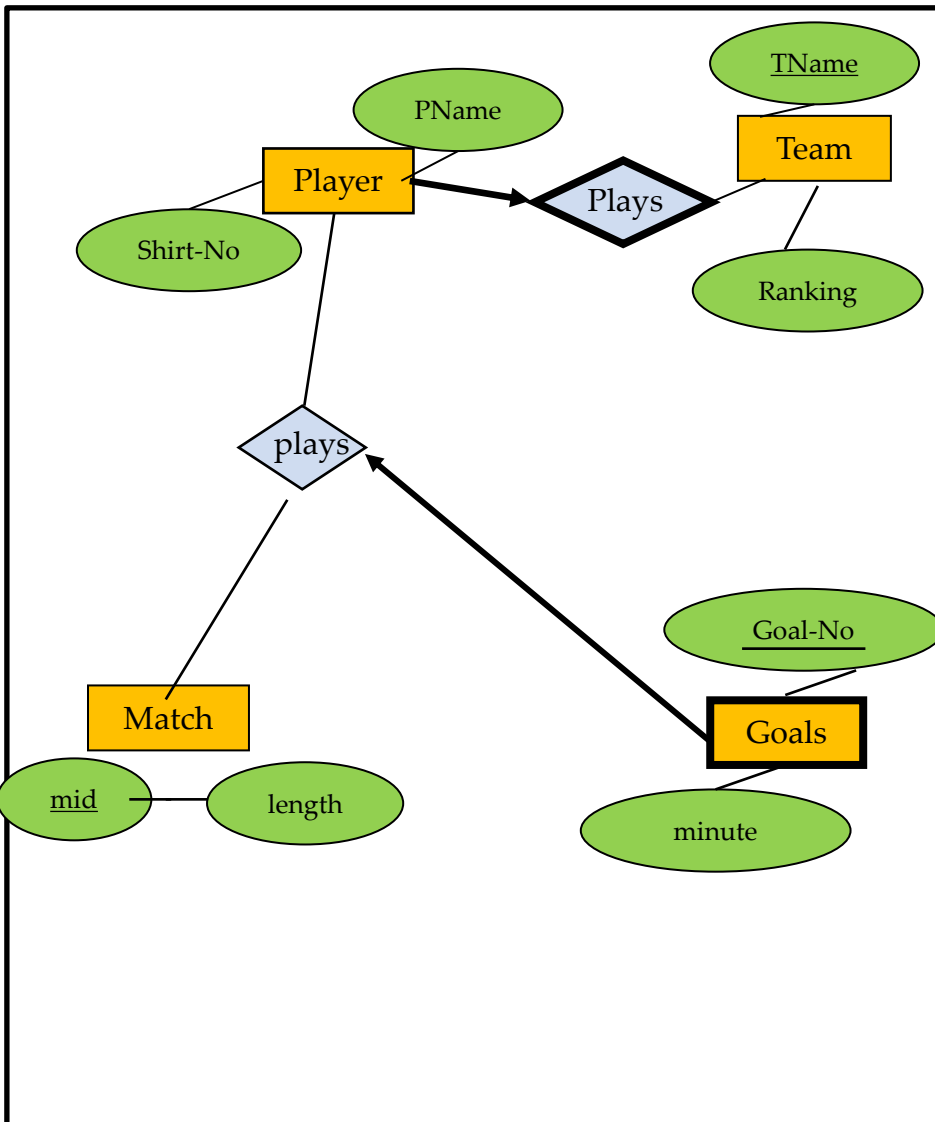 TName
PName
Team
Player
Plays
Shirt-No
Ranking
plays
Goal-No
Match
Goals
mid
length
minute